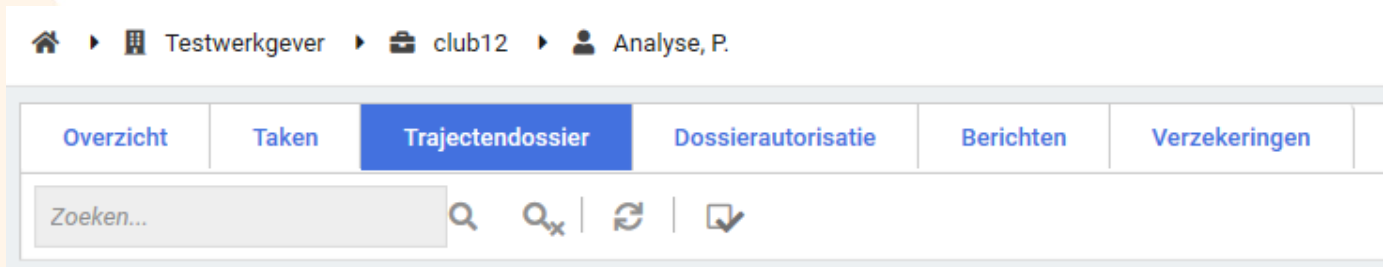 Testwerkgever club12 Analyse, P.
Overzicht Taken Trajectendossier Dossierautorisatie Berichten Verzekeringen
Zoeken...